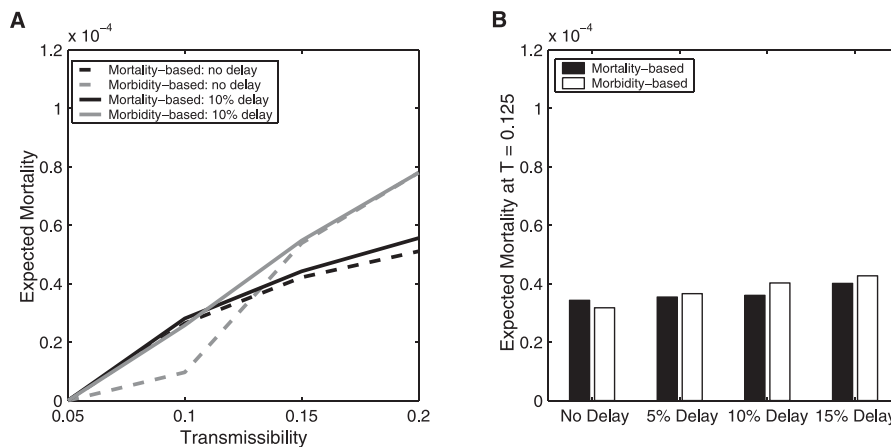 A
x 10⁻⁴
1.2
1
0.8
0.6
0.4
0.2
0
Expected Mortality
Mortality–based: no delay
Morbidity–based: no delay
Mortality–based: 10% delay
Morbidity–based: 10% delay
0.05 0.1 0.15 0.2
Transmissibility
B
x 10⁻⁴
1.2
1
0.8
0.6
0.4
0.2
0
Expected Mortality at T = 0.125
Mortality–based
Morbidity–based
No Delay 5% Delay 10% Delay 15% Delay